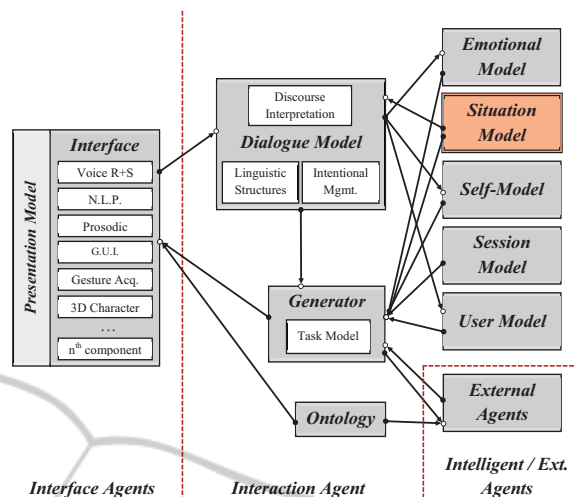 Presentation Model
Interface
Voice R+S
N.L.P.
Prosodic
G.U.I.
Gesture Acq.
3D Character
…
nth component
Interface Agents
Discourse
Interpretation
Dialogue Model
Linguistic
Structures
Intentional
Mgmt.
Generator
Task Model
Ontology
Interaction Agent
Emotional
Model
Situation
Model
Self-Model
Session
Model
User Model
External
Agents
Intelligent / Ext.
Agents